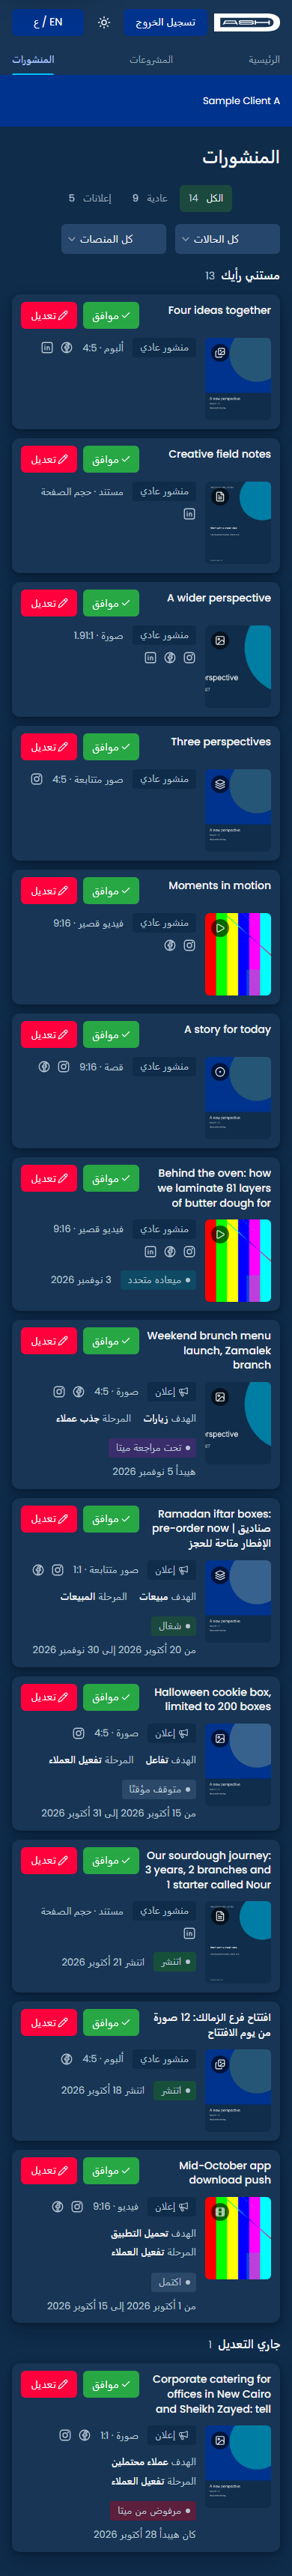 ASH
تسجيل الخروج
EN / ع
الرئيسية
المشروعات
المنشورات
Sample Client A
المنشورات
الكل 14
عادية 9
إعلانات 5
كل الحالات
كل المنصات
مستني رأيك 13
Four ideas together
موافق
تعديل
منشور عادي
ألبوم · 4:5
Creative field notes
موافق
تعديل
منشور عادي
مستند · حجم الصفحة
A wider perspective
موافق
تعديل
منشور عادي
صورة · 1.91:1
rspective
Three perspectives
موافق
تعديل
منشور عادي
صور متتابعة · 4:5
A new perspective
Moments in motion
موافق
تعديل
منشور عادي
فيديو قصير · 9:16
A story for today
موافق
تعديل
منشور عادي
قصة · 9:16
A new perspective
Behind the oven: how
we laminate 81 layers
of butter dough for
موافق
تعديل
منشور عادي
فيديو قصير · 9:16
ميعاده متحدد
3 نوفمبر 2026
Weekend brunch menu
launch, Zamalek
branch
موافق
تعديل
إعلان
صورة · 4:5
الهدف زيارات
المرحلة جذب عملاء
rspective
تحت مراجعة ميتا
هيبدأ 5 نوفمبر 2026
Ramadan iftar boxes:
pre-order now | صناديق
الإفطار متاحة للحجز
موافق
تعديل
إعلان
صور متتابعة · 1:1
الهدف مبيعات
المرحلة المبيعات
A new perspective
شغال
من 20 أكتوبر 2026 إلى 30 نوفمبر 2026
Halloween cookie box,
limited to 200 boxes
موافق
تعديل
إعلان
صورة · 4:5
الهدف تفاعل
المرحلة تفعيل العملاء
A new perspective
متوقف مؤقتًا
من 15 أكتوبر 2026 إلى 31 أكتوبر 2026
Our sourdough journey:
3 years, 2 branches and
1 starter called Nour
موافق
تعديل
منشور عادي
مستند · حجم الصفحة
اتنشر
اتنشر 21 أكتوبر 2026
افتتاح فرع الزمالك: 12 صورة
من يوم الافتتاح
موافق
تعديل
منشور عادي
ألبوم · 4:5
اتنشر
اتنشر 18 أكتوبر 2026
A new perspective
Mid-October app
download push
موافق
تعديل
إعلان
فيديو · 9:16
الهدف تحميل التطبيق
المرحلة تفعيل العملاء
اكتمل
من 1 أكتوبر 2026 إلى 15 أكتوبر 2026
جاري التعديل 1
Corporate catering for
offices in New Cairo
and Sheikh Zayed: tell
موافق
تعديل
إعلان
صورة · 1:1
الهدف عملاء محتملين
المرحلة تفعيل العملاء
A new perspective
مرفوض من ميتا
كان هيبدأ 28 أكتوبر 2026